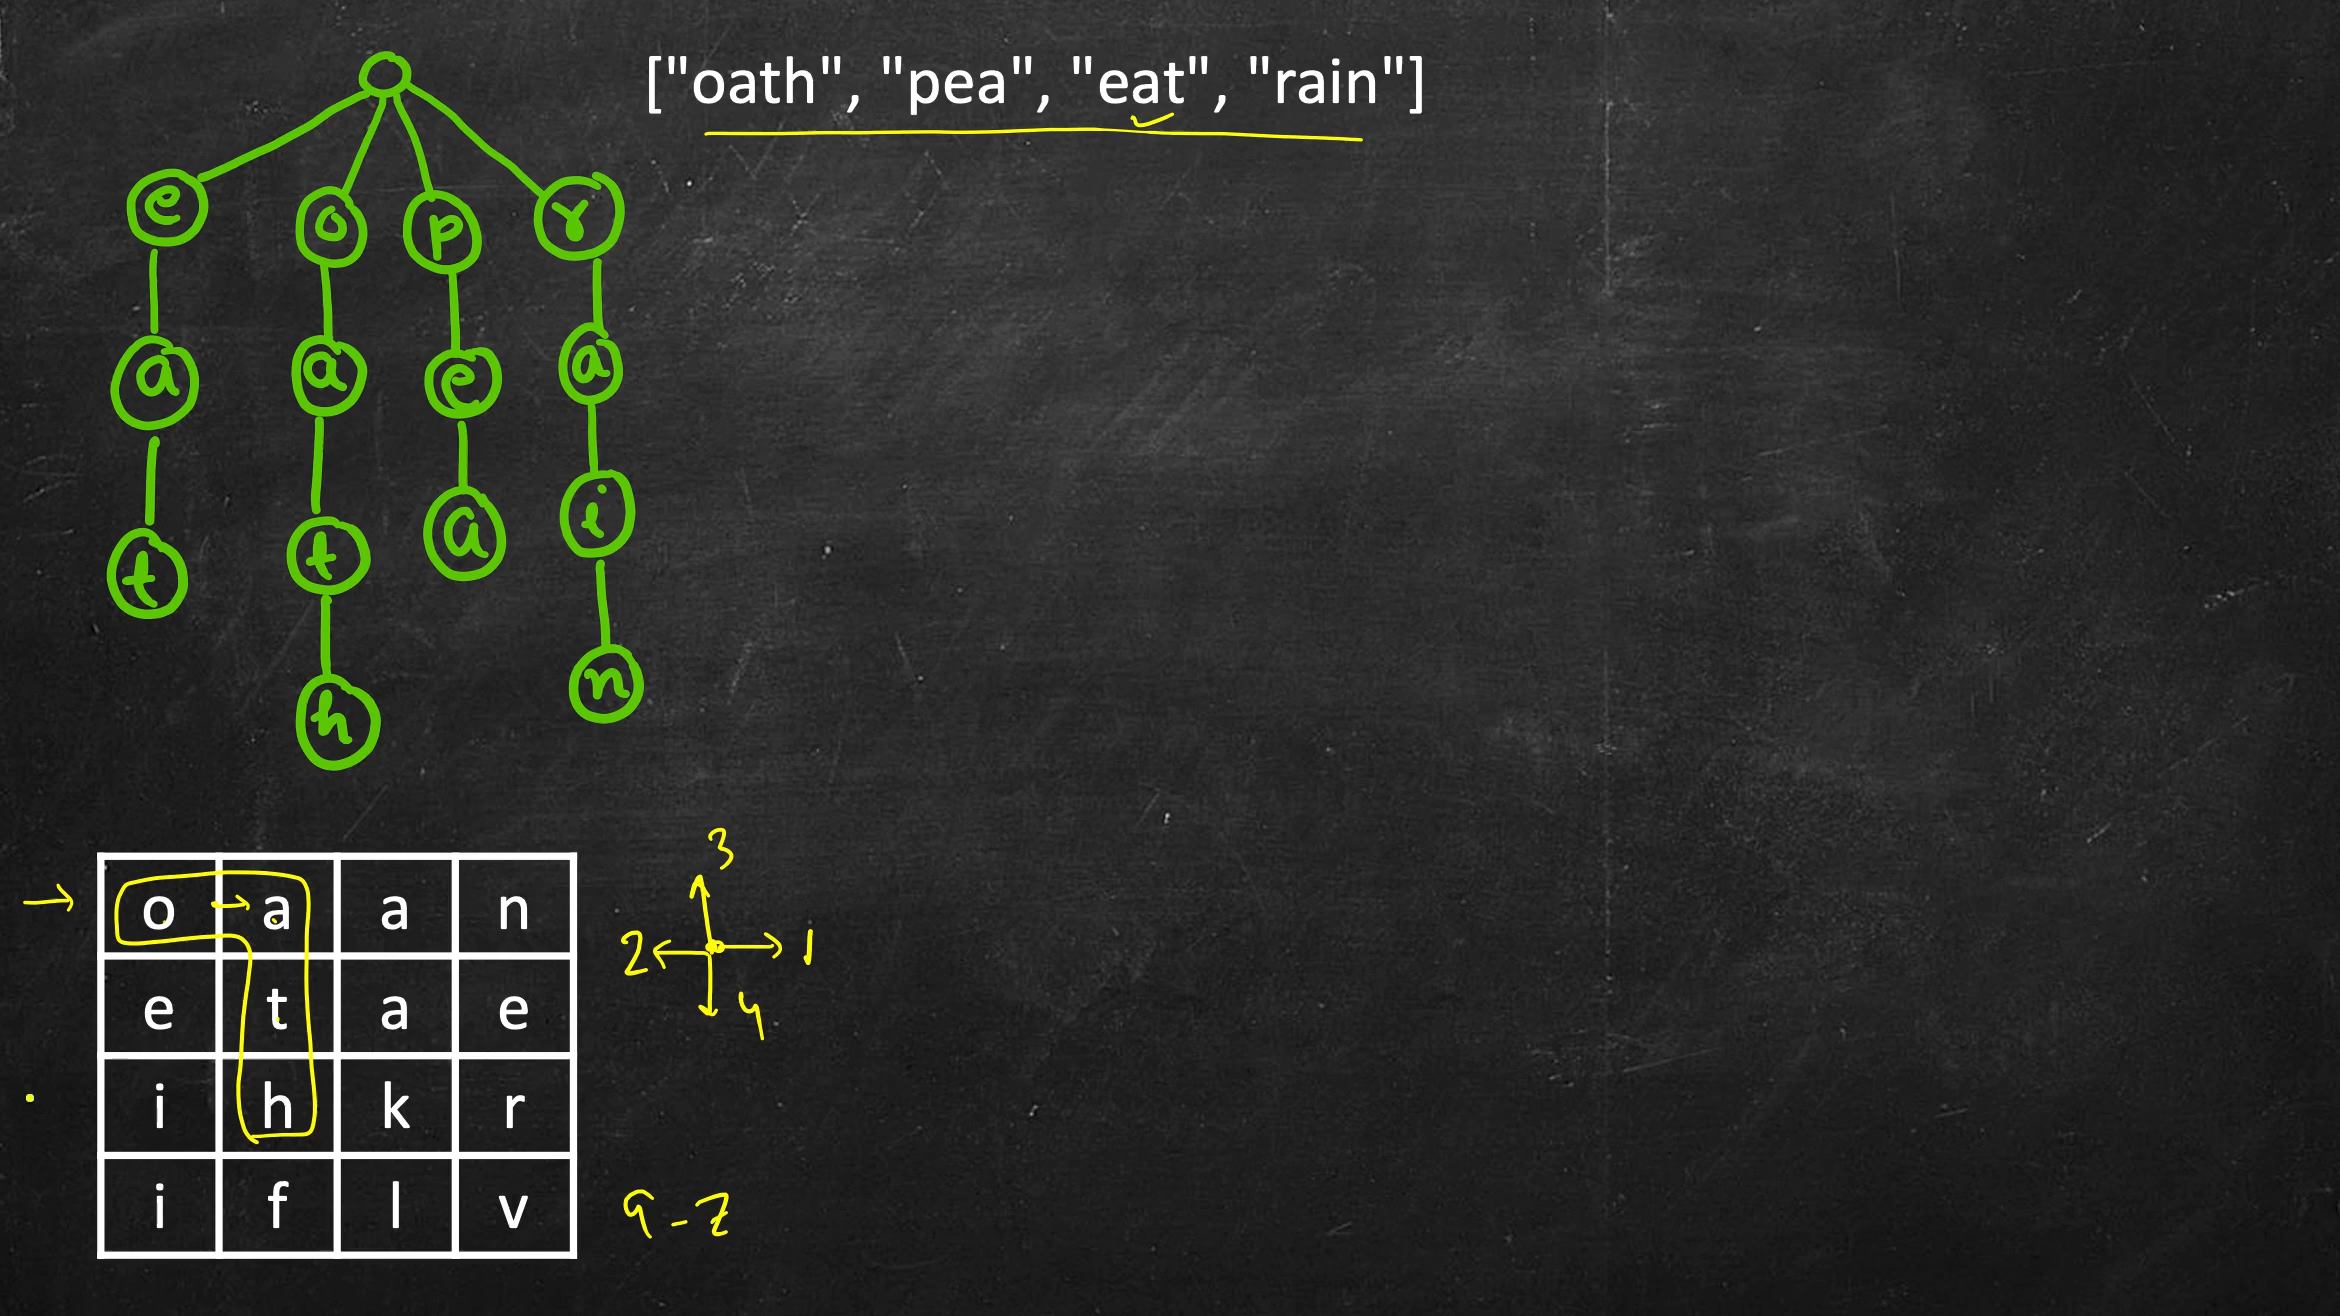 ["oath", "pea", "eat", "rain"]
e o p r
a a e a
t t a i
h n
3
2 1
4
o a a n
e t a e
i h k r
i f l v
a - z